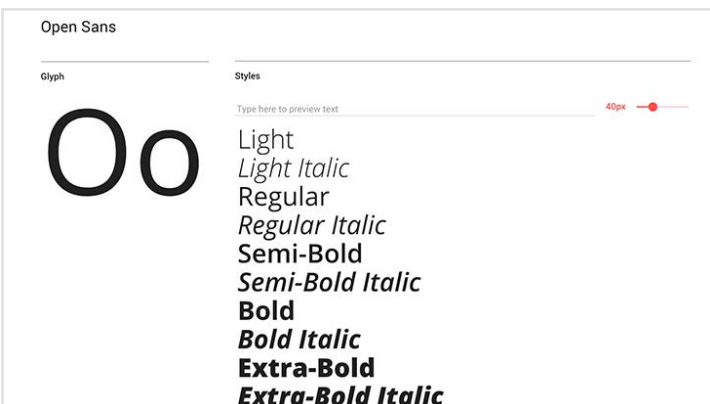 Open Sans
Glyph
Styles
Oo
Type here to preview text
40px
Light
Light Italic
Regular
Regular Italic
Semi-Bold
Semi-Bold Italic
Bold
Bold Italic
Extra-Bold
Extra-Bold Italic